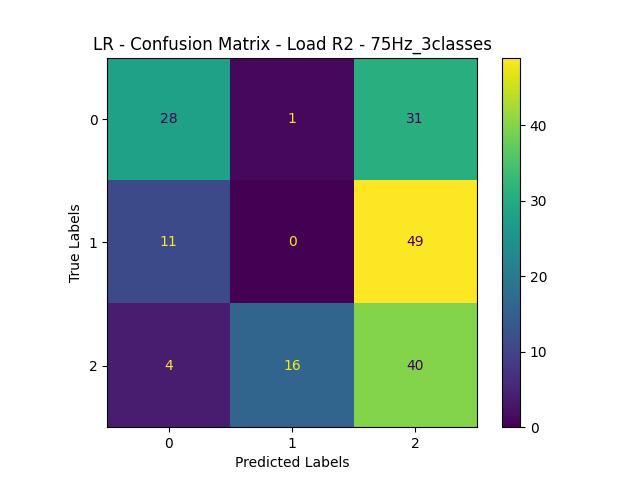 LR - Confusion Matrix - Load R2 - 75Hz_3classes
True Labels
0 28 1 31
1 11 0 49
2 4 16 40
0 1 2
Predicted Labels
40
30
20
10
0